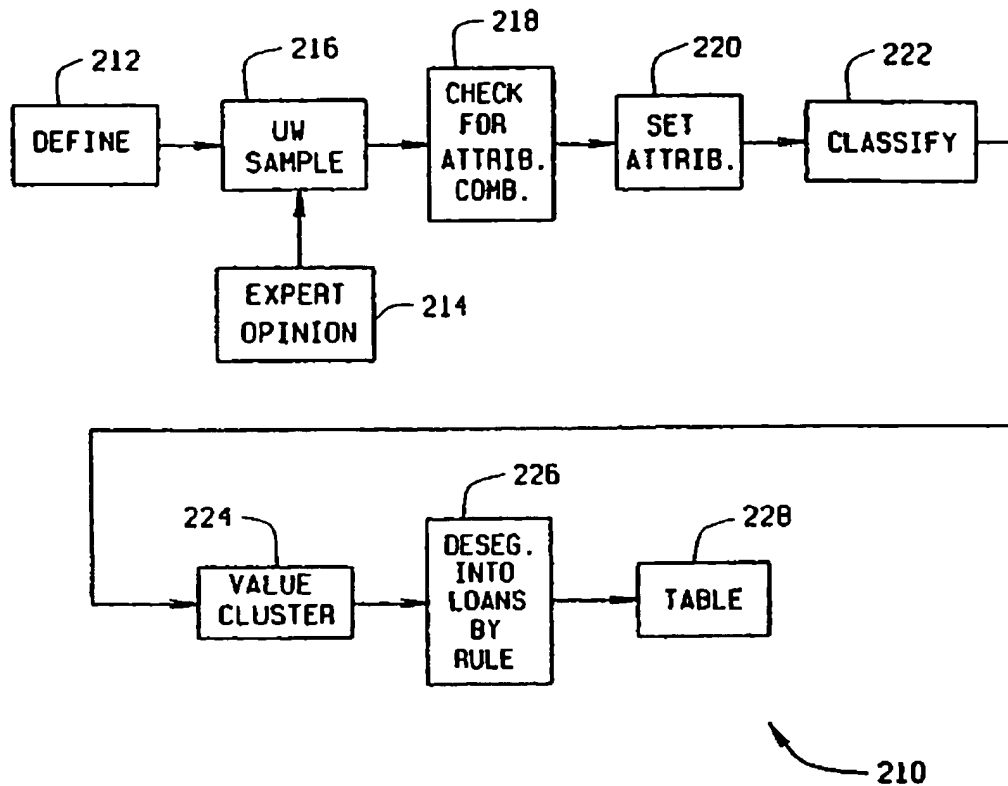 212
DEFINE
216
UW
SAMPLE
218
CHECK
FOR
ATTRIB.
COMB.
220
SET
ATTRIB.
222
CLASSIFY
EXPERT
OPINION
214
224
VALUE
CLUSTER
226
DESEG.
INTO
LOANS
BY
RULE
228
TABLE
210